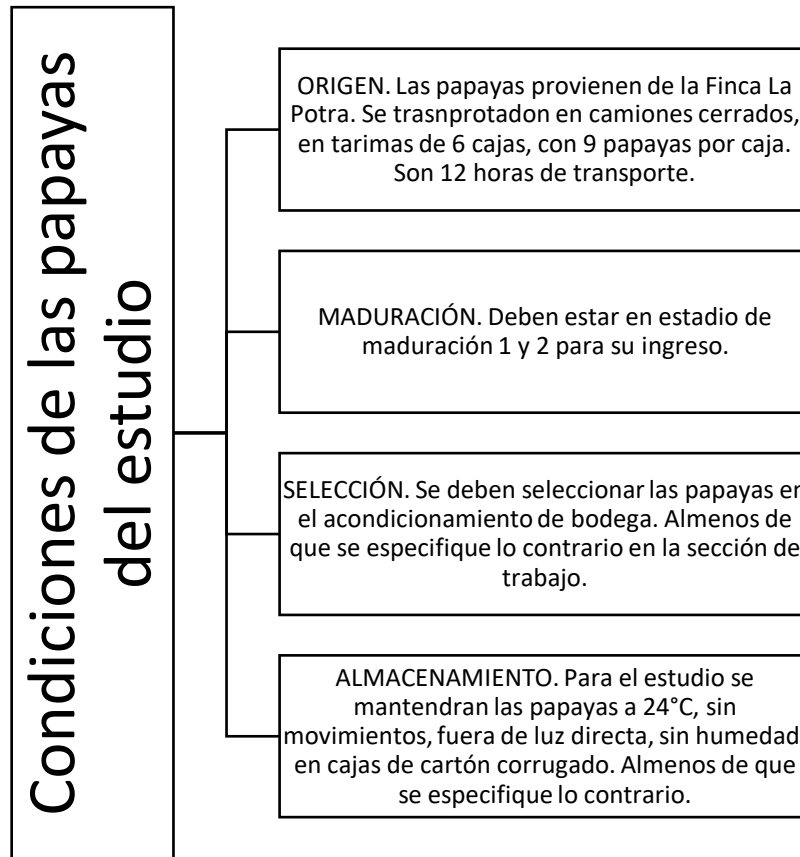 Condiciones de las papayas
del estudio
ORIGEN. Las papayas provienen de la Finca La
Potra. Se trasnprotadon en camiones cerrados,
en tarimas de 6 cajas, con 9 papayas por caja.
Son 12 horas de transporte.
MADURACIÓN. Deben estar en estadio de
maduración 1 y 2 para su ingreso.
SELECCIÓN. Se deben seleccionar las papayas en
el acondicionamiento de bodega. Almenos de
que se especifique lo contrario en la sección de
trabajo.
ALMACENAMIENTO. Para el estudio se
mantendran las papayas a 24°C, sin
movimientos, fuera de luz directa, sin humedad
en cajas de cartón corrugado. Almenos de que
se especifique lo contrario.